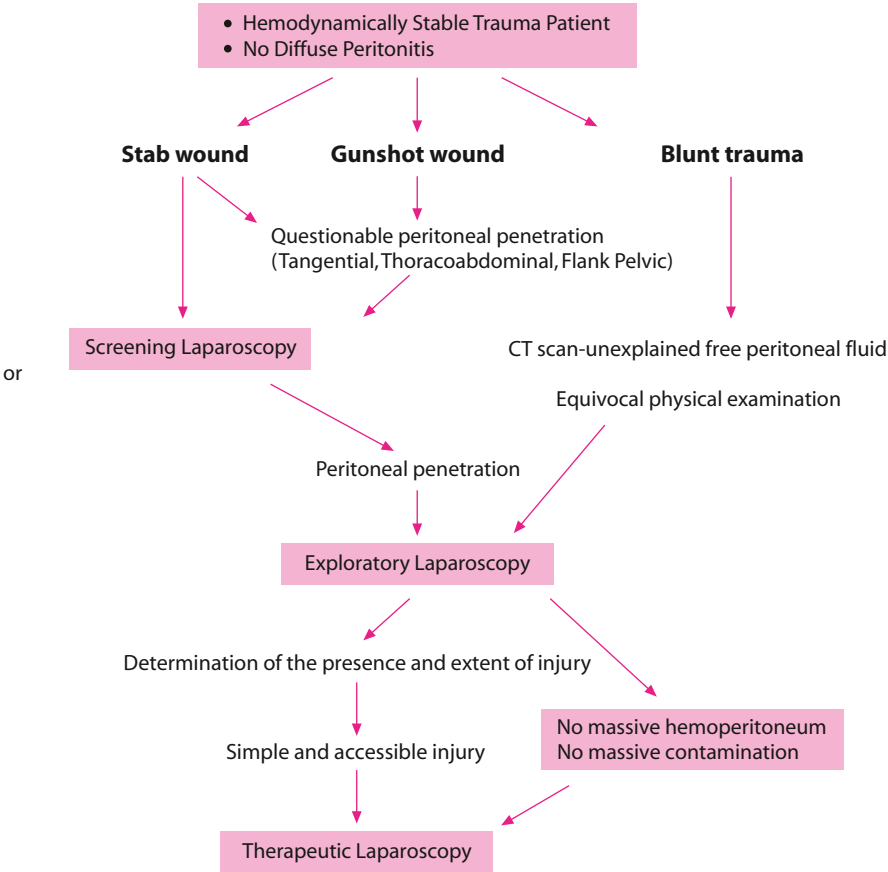 • Hemodynamically Stable Trauma Patient
• No Diffuse Peritonitis
Stab wound
Gunshot wound
Blunt trauma
Questionable peritoneal penetration
(Tangential, Thoracoabdominal, Flank Pelvic)
Screening Laparoscopy
CT scan-unexplained free peritoneal fluid
or
Equivocal physical examination
Peritoneal penetration
Exploratory Laparoscopy
Determination of the presence and extent of injury
No massive hemoperitoneum
No massive contamination
Simple and accessible injury
Therapeutic Laparoscopy